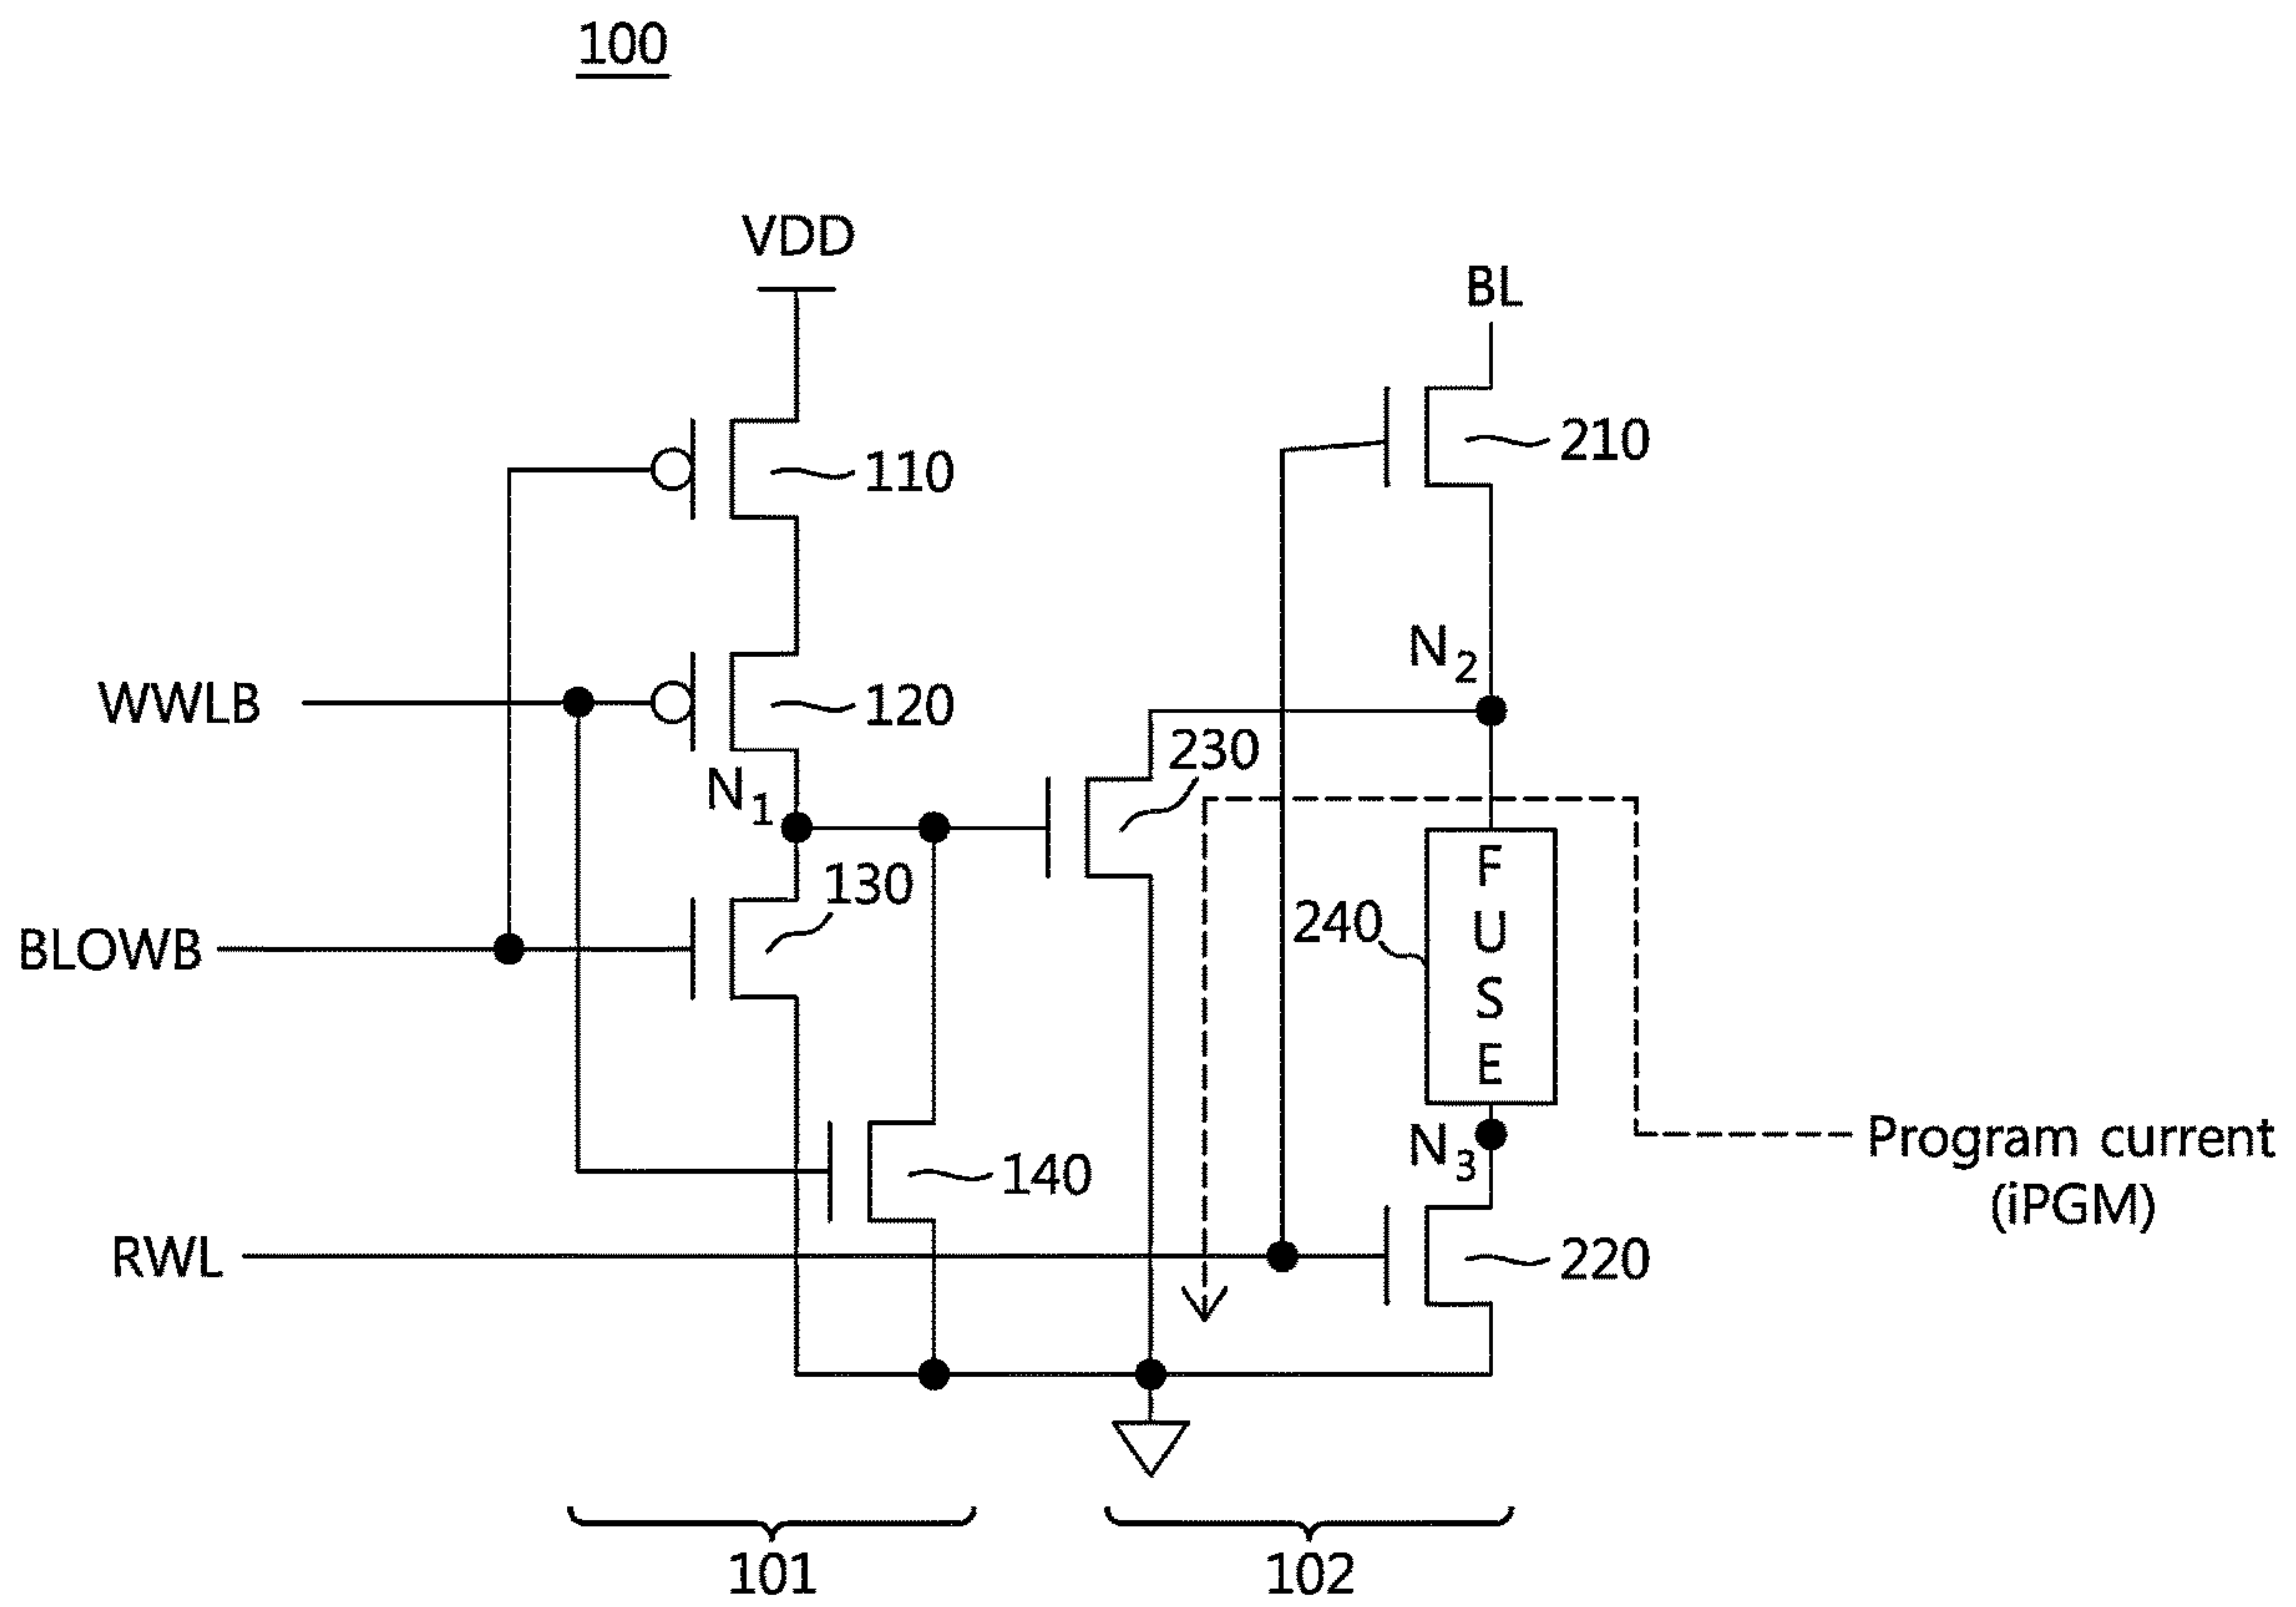 100
VDD
BL
110
210
WWLB
120
N2
230
N1
130
240
FUSE
BLOWB
N3
Program current
(iPGM)
140
RWL
220
101
102